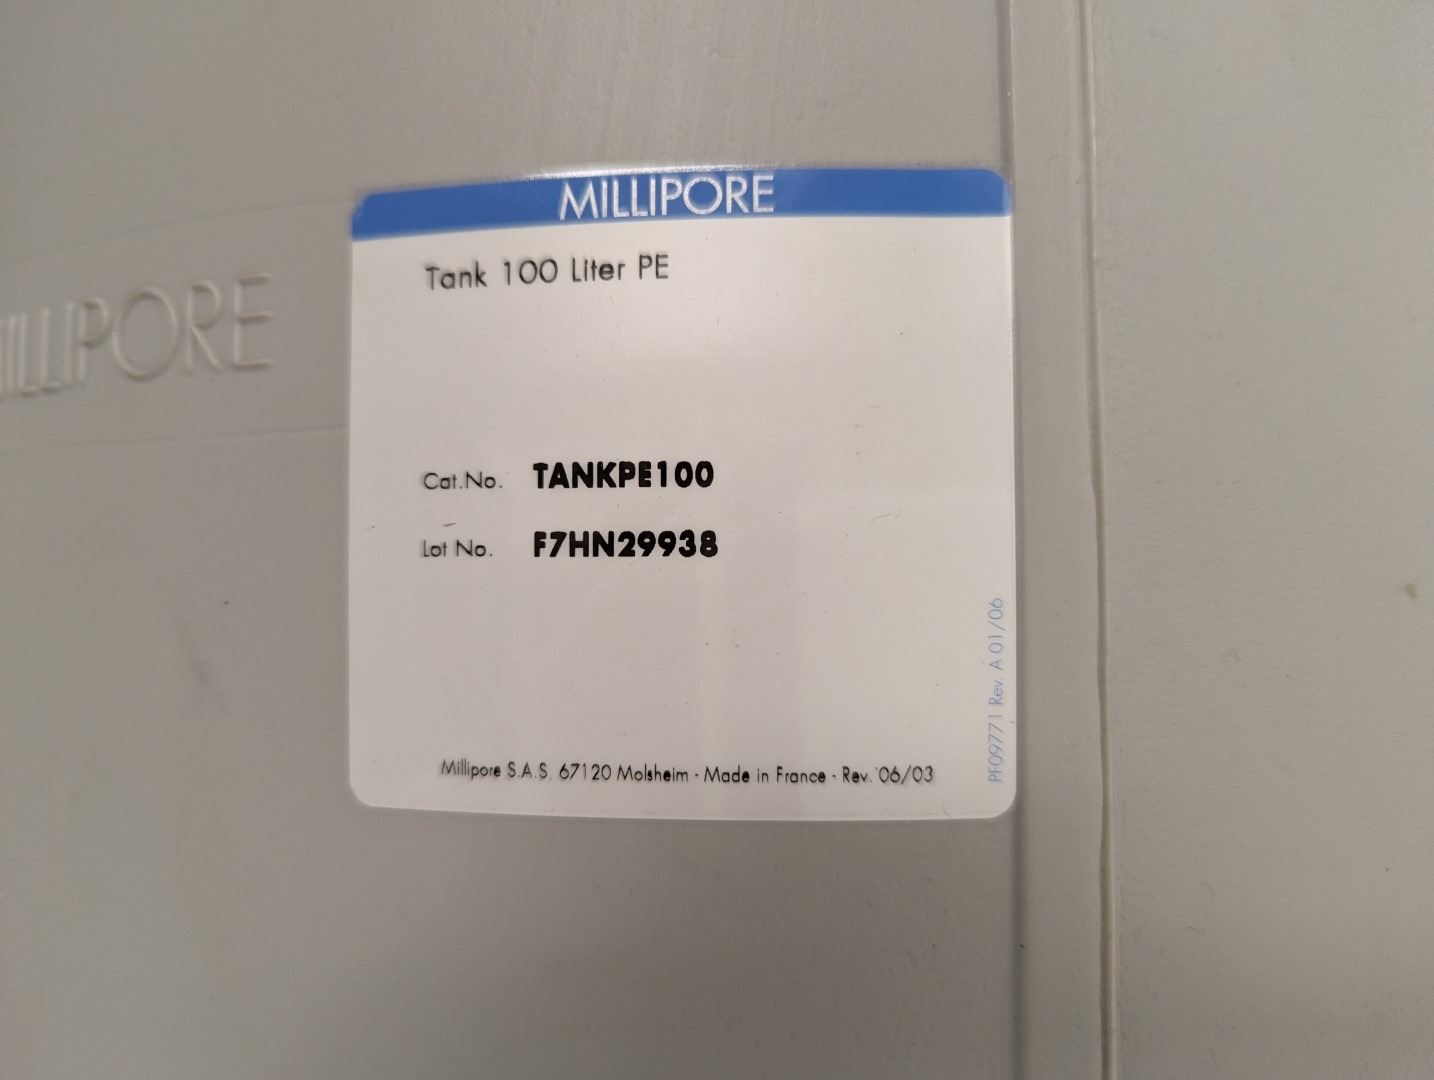 MILLIPORE
Tank 100 Liter PE
MILLIPORE
Cat.No. TANKPE100
Lot No. F7HN29938
PF09771 Rev. A 01/06
Millipore S.A.S. 67120 Molsheim - Made in France - Rev. 06/03